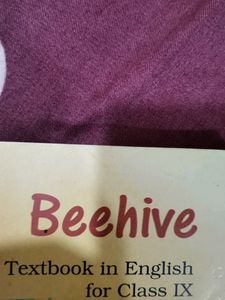 Beehive
Textbook in English
for Class IX